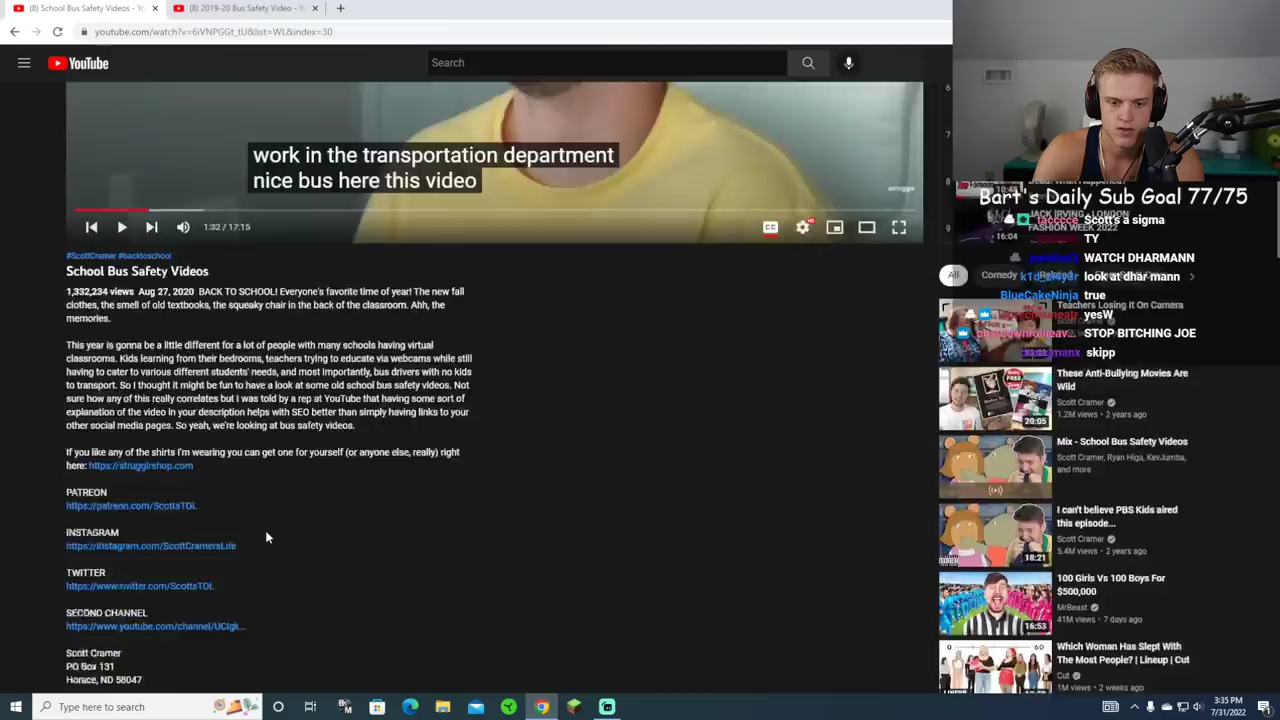 (8) School Bus Safety Videos - Yo
(8) 2019-20 Bus Safety Video - Y
youtube.com/watch?v=6iVNPGGt_tU&list=WL&index=30
YouTube
Search
work in the transportation department
nice bus here this video
struggle
1:32 / 17:15
CC
HD
#ScottCramer #backtoschool
School Bus Safety Videos
1,332,234 views Aug 27, 2020 BACK TO SCHOOL! Everyone's favorite time of year! The new fall
clothes, the smell of old textbooks, the squeaky chair in the back of the classroom. Ahh, the
memories.
This year is gonna be a little different for a lot of people with many schools having virtual
classrooms. Kids learning from their bedrooms, teachers trying to educate via webcams while still
having to cater to various different students' needs, and most importantly, bus drivers with no kids
to transport. So I thought it might be fun to have a look at some old school bus safety videos. Not
sure how any of this really correlates but I was told by a rep at YouTube that having some sort of
explanation of the video in your description helps with SEO better than simply having links to your
other social media pages. So yeah, we're looking at bus safety videos.
If you like any of the shirts I'm wearing you can get one for yourself (or anyone else, really) right
here: https://strugglrshop.com
PATREON
https://patreon.com/ScottsTOL
INSTAGRAM
https://instagram.com/ScottCramersLife
TWITTER
https://www.twitter.com/ScottsTOL
SECOND CHANNEL
https://www.youtube.com/channel/UCIgk...
Scott Cramer
PO Box 131
Horace, ND 58047
Bart's Daily Sub Goal 77/75
JACK IRVING - LONDON
FASHION WEEK 2022
16:04
Scott's a sigma
TY
WATCH DHARMANN
look at dhar mann
BlueCakeNinja true
yesW
STOP BITCHING JOE
skipp
All
Comedy
Teachers Losing It On Camera
These Anti-Bullying Movies Are
Wild
Scott Cramer
1.2M views • 2 years ago
20:05
Mix - School Bus Safety Videos
Scott Cramer, Ryan Higa, KevJumba,
and more
I can't believe PBS Kids aired
this episode...
Scott Cramer
5.4M views • 2 years ago
18:21
100 Girls Vs 100 Boys For
$500,000
MrBeast
41M views • 7 days ago
16:53
Which Woman Has Slept With
The Most People? | Lineup | Cut
Cut
1M views • 2 weeks ago
Type here to search
3:35 PM
7/31/2022